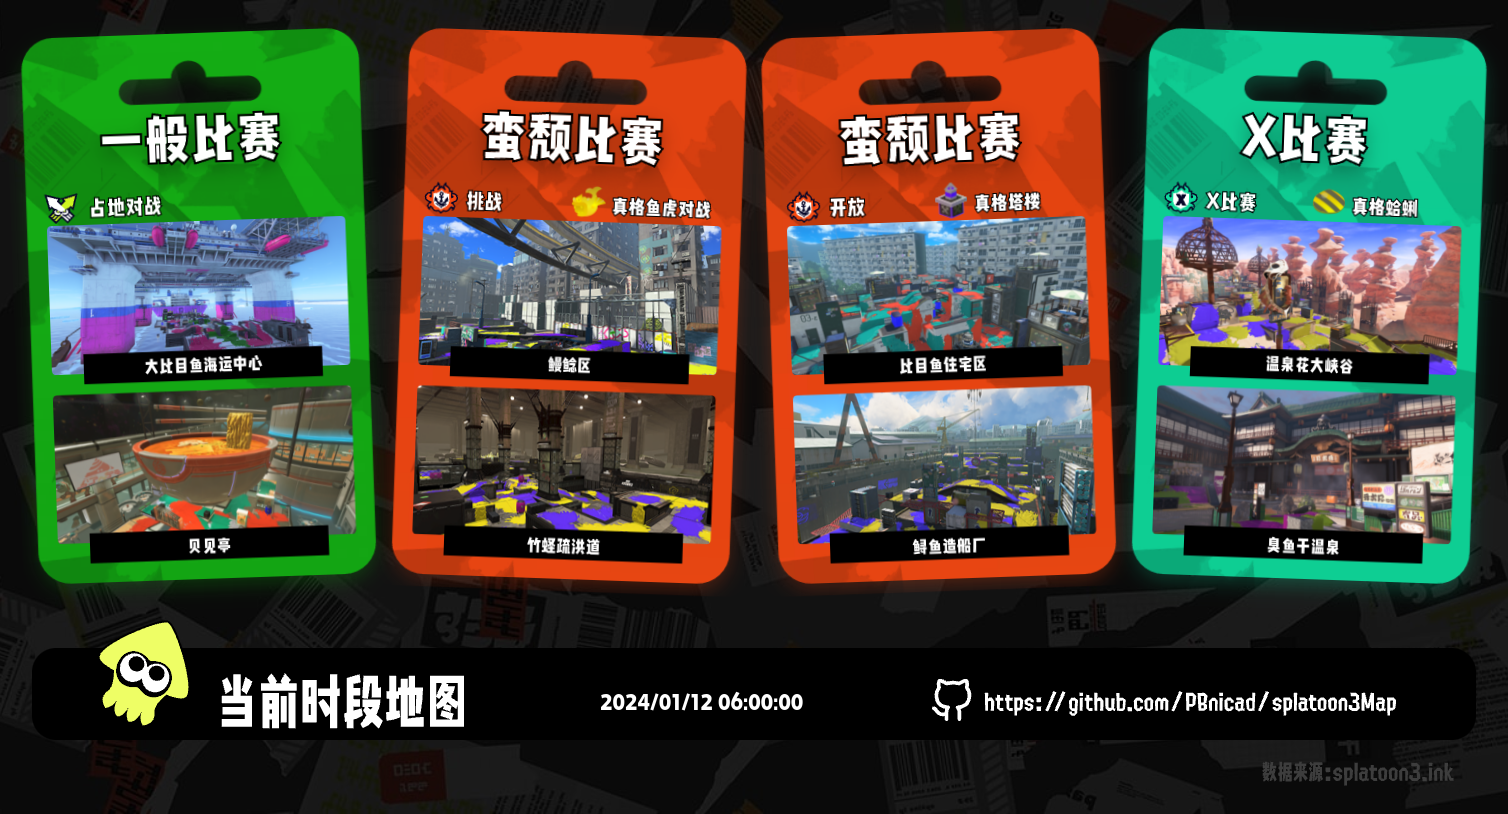 一般比赛
占地对战
大比目鱼海运中心
贝见亭
蛮颓比赛
挑战
真格鱼虎对战
鳗鲶区
竹蛏疏洪道
蛮颓比赛
开放
真格塔楼
比目鱼住宅区
鲟鱼造船厂
X比赛
X比赛
真格蛤蜊
温泉花大峡谷
臭鱼干温泉
当前时段地图
2024/01/12 06:00:00
https://github.com/PBnicad/splatoon3Map
数据来源:splatoon3.ink